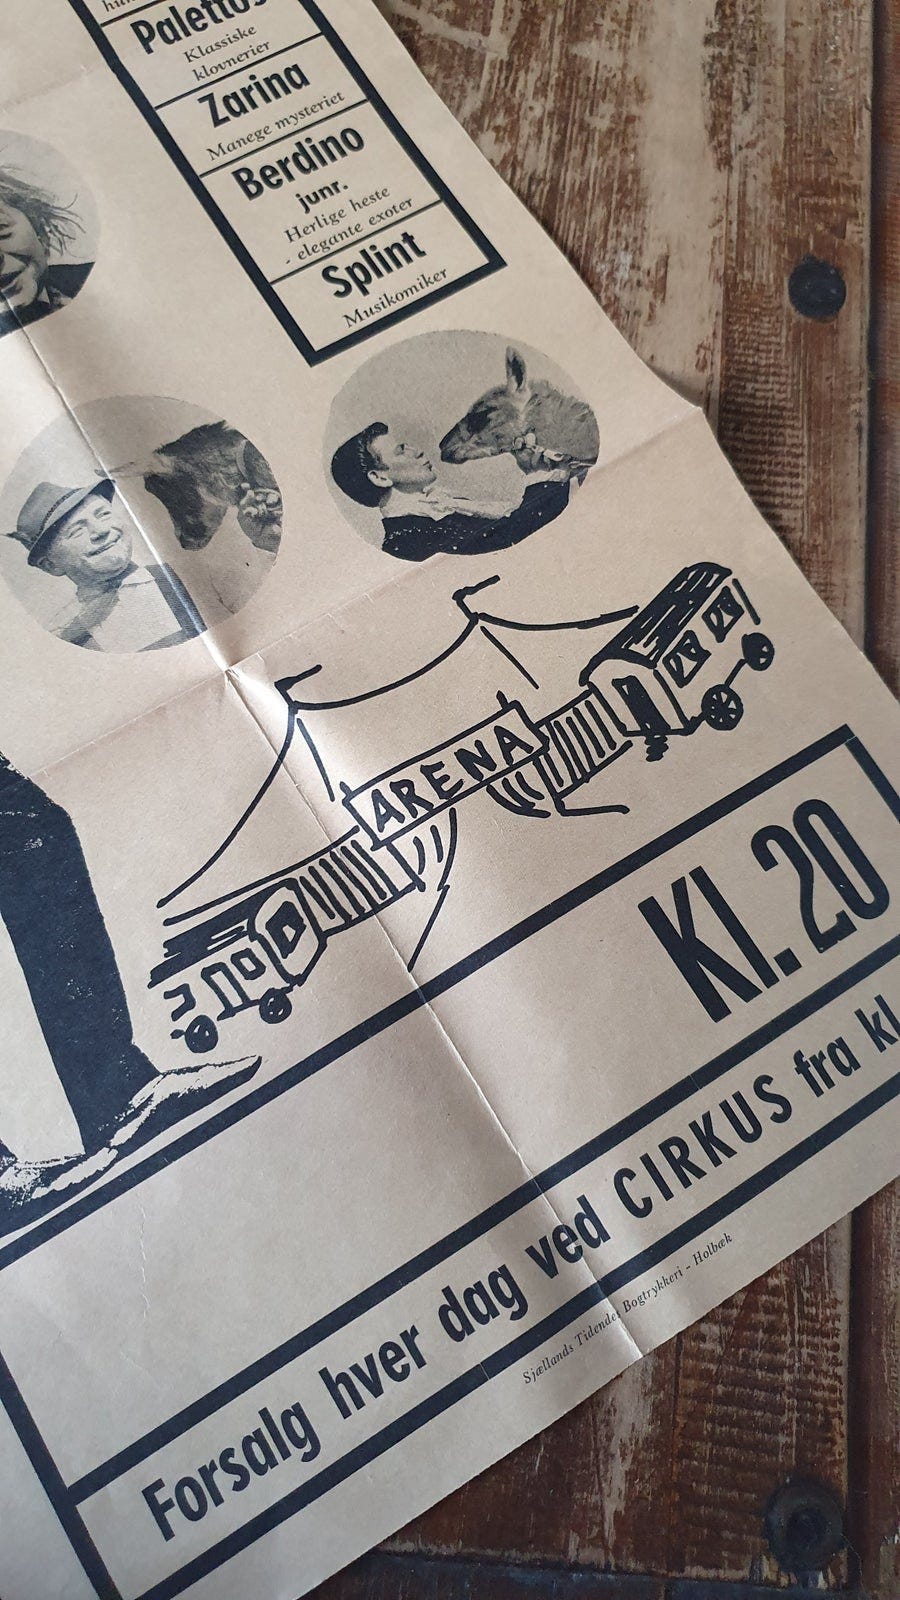 Palettos
Klassiske
klovnerier
Zarina
Manege mysteriet
Berdino
junr.
Herlige heste
- elegante exoter
Splint
Musikomiker
ARENA
Kl. 20
Forsalg hver dag ved CIRKUS fra kl
Sjællands Tidende Bogtrykkeri - Holbæk